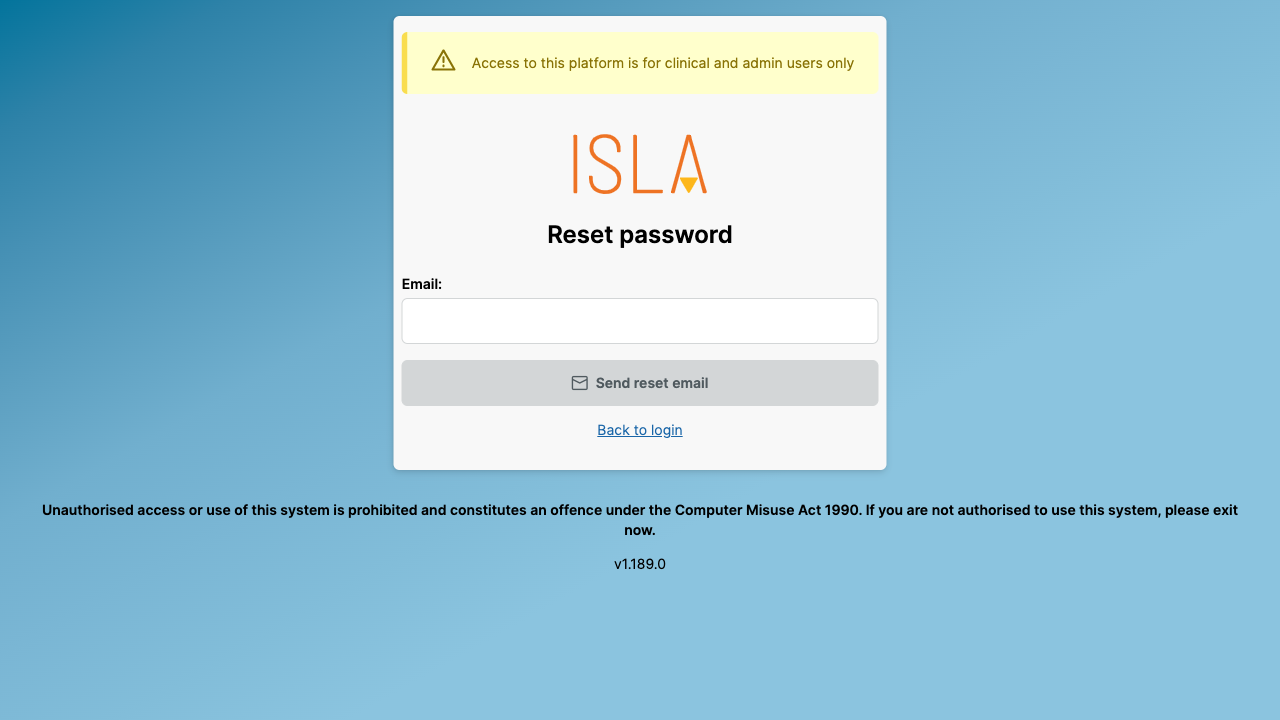 Access to this platform is for clinical and admin users only
ISLA
Reset password
Email:
Send reset email
Back to login
Unauthorised access or use of this system is prohibited and constitutes an offence under the Computer Misuse Act 1990. If you are not authorised to use this system, please exit
now.
v1.189.0